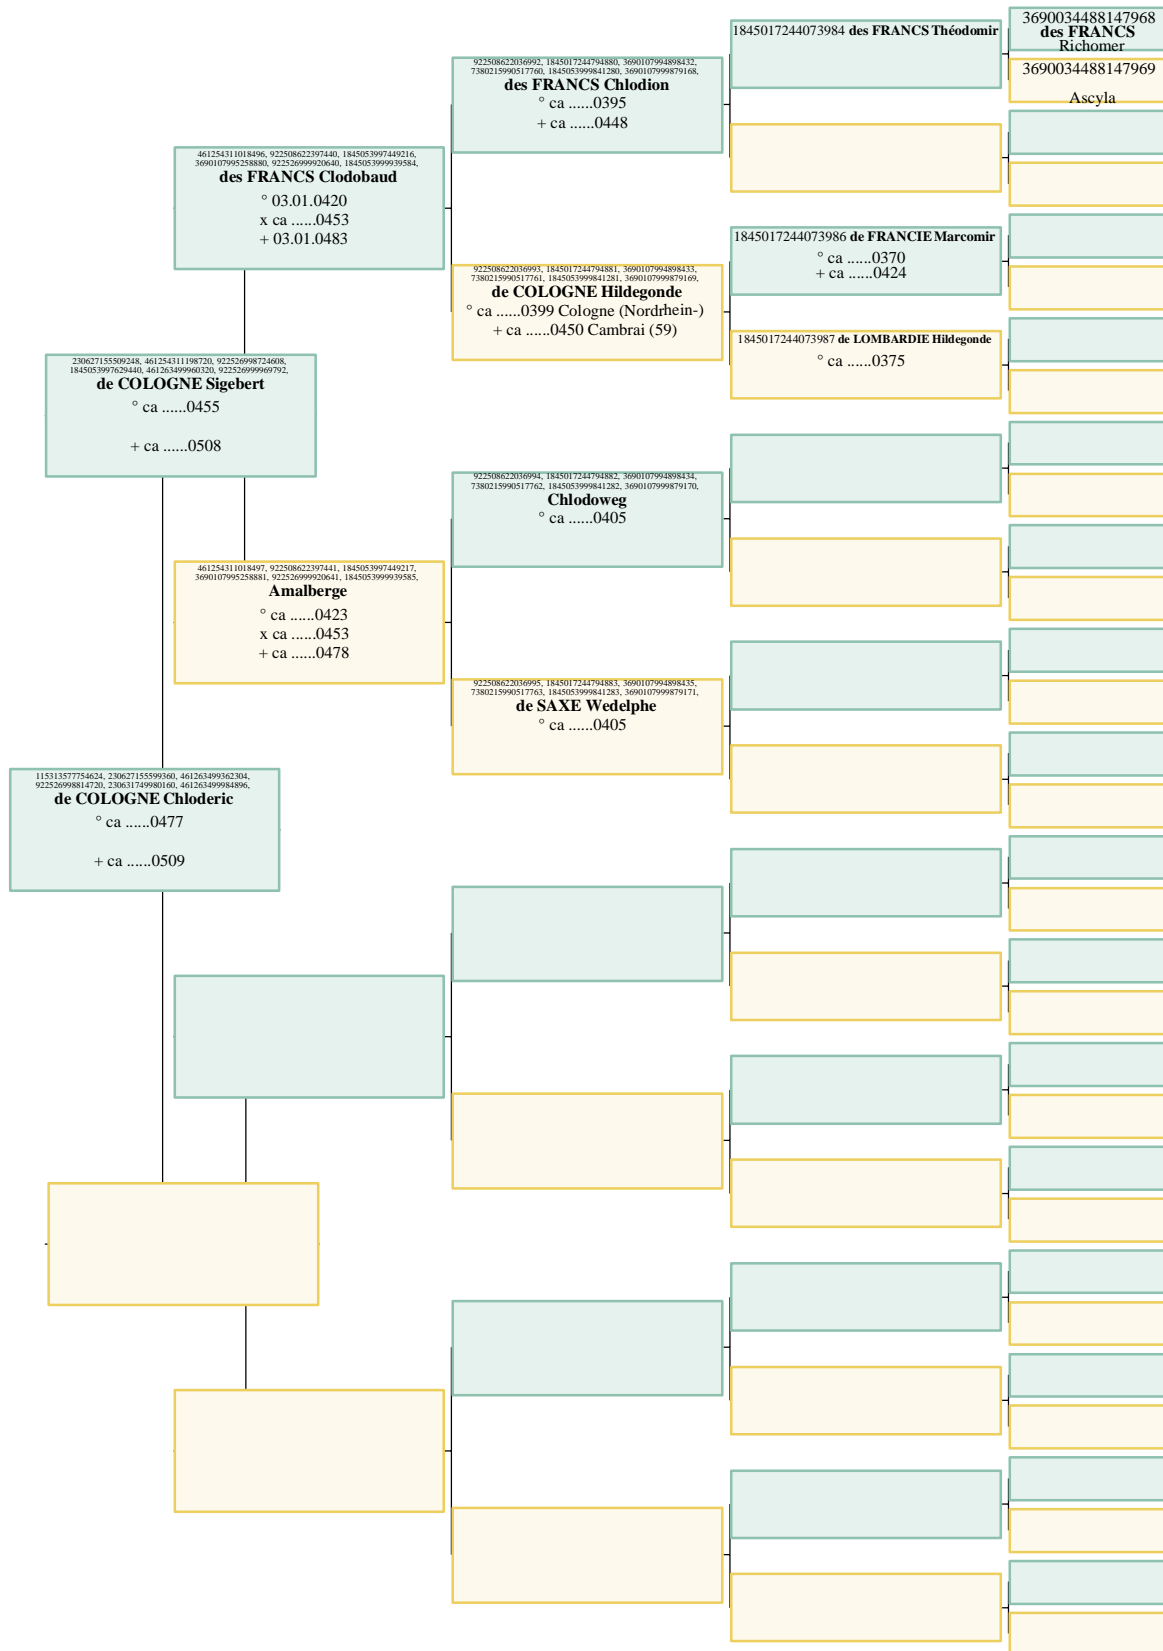 3690034488147968
des FRANCS
Richomer
3690034488147969
Ascyla
1845017244073984 des FRANCS Théodomir
922508622036992, 1845017244794880, 3690107994898432,
7380215990517760, 1845053999841280, 3690107999879168,
des FRANCS Chlodion
° ca ......0395
+ ca ......0448
461254311018496, 922508622397440, 1845053997449216,
3690107995258880, 922526999920640, 1845053999939584,
des FRANCS Clodobaud
° 03.01.0420
x ca ......0453
+ 03.01.0483
1845017244073986 de FRANCIE Marcomir
° ca ......0370
+ ca ......0424
922508622036993, 1845017244794881, 3690107994898433,
7380215990517761, 1845053999841281, 3690107999879169,
de COLOGNE Hildegonde
° ca ......0399 Cologne (Nordrhein-)
+ ca ......0450 Cambrai (59)
1845017244073987 de LOMBARDIE Hildegonde
° ca ......0375
230627155509248, 461254311198720, 922526998724608,
1845053997629440, 461263499960320, 922526999969792,
de COLOGNE Sigebert
° ca ......0455
+ ca ......0508
922508622036994, 1845017244794882, 3690107994898434,
7380215990517762, 1845053999841282, 3690107999879170,
Chlodoweg
° ca ......0405
461254311018497, 922508622397441, 1845053997449217,
3690107995258881, 922526999920641, 1845053999939585,
Amalberge
° ca ......0423
x ca ......0453
+ ca ......0478
922508622036995, 1845017244794883, 3690107994898435,
7380215990517763, 1845053999841283, 3690107999879171,
de SAXE Wedelphe
° ca ......0405
115313577754624, 230627155599360, 461263499362304,
922526998814720, 230631749980160, 461263499984896,
de COLOGNE Chloderic
° ca ......0477
+ ca ......0509